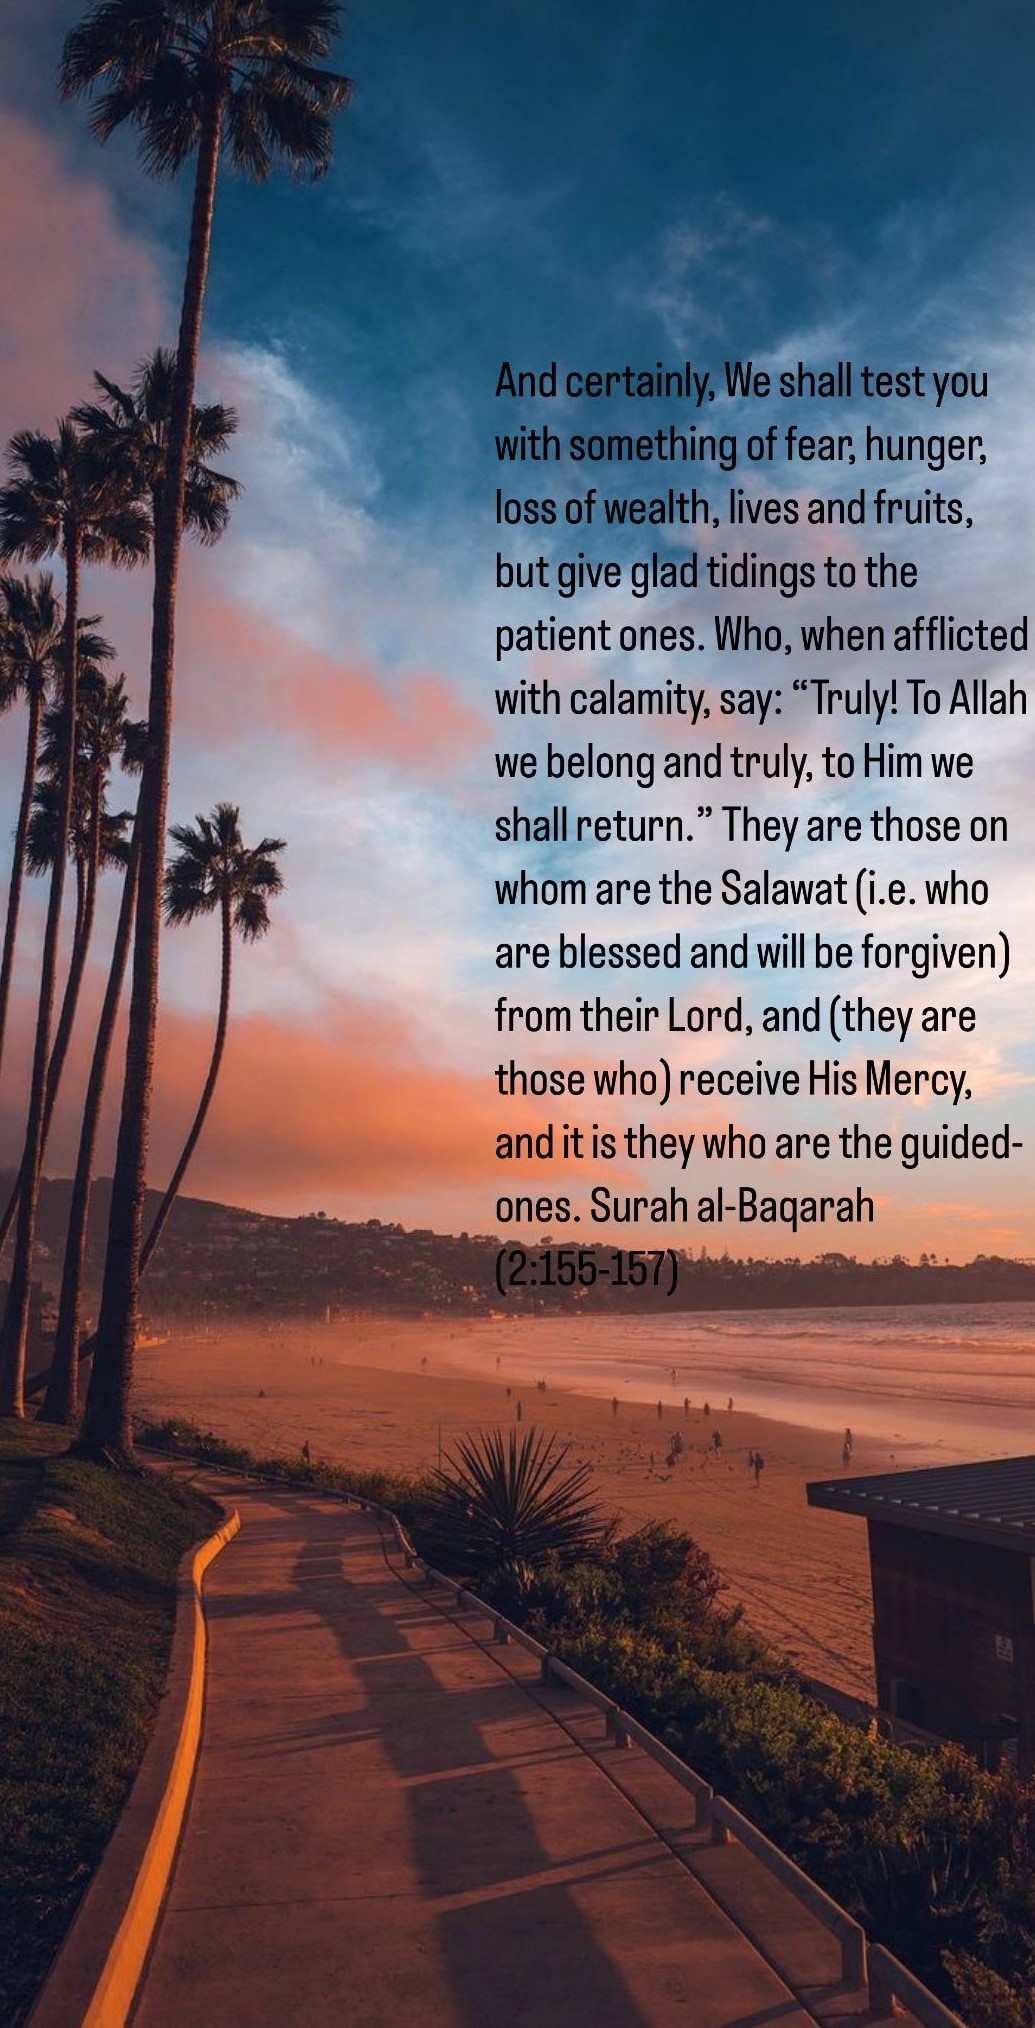 And certainly, We shall test you
with something of fear, hunger,
loss of wealth, lives and fruits,
but give glad tidings to the
patient ones. Who, when afflicted
with calamity, say: “Truly! To Allah
we belong and truly, to Him we
shall return.” They are those on
whom are the Salawat (i.e. who
are blessed and will be forgiven)
from their Lord, and (they are
those who) receive His Mercy,
and it is they who are the guided-
ones. Surah al-Baqarah
(2:155-157)